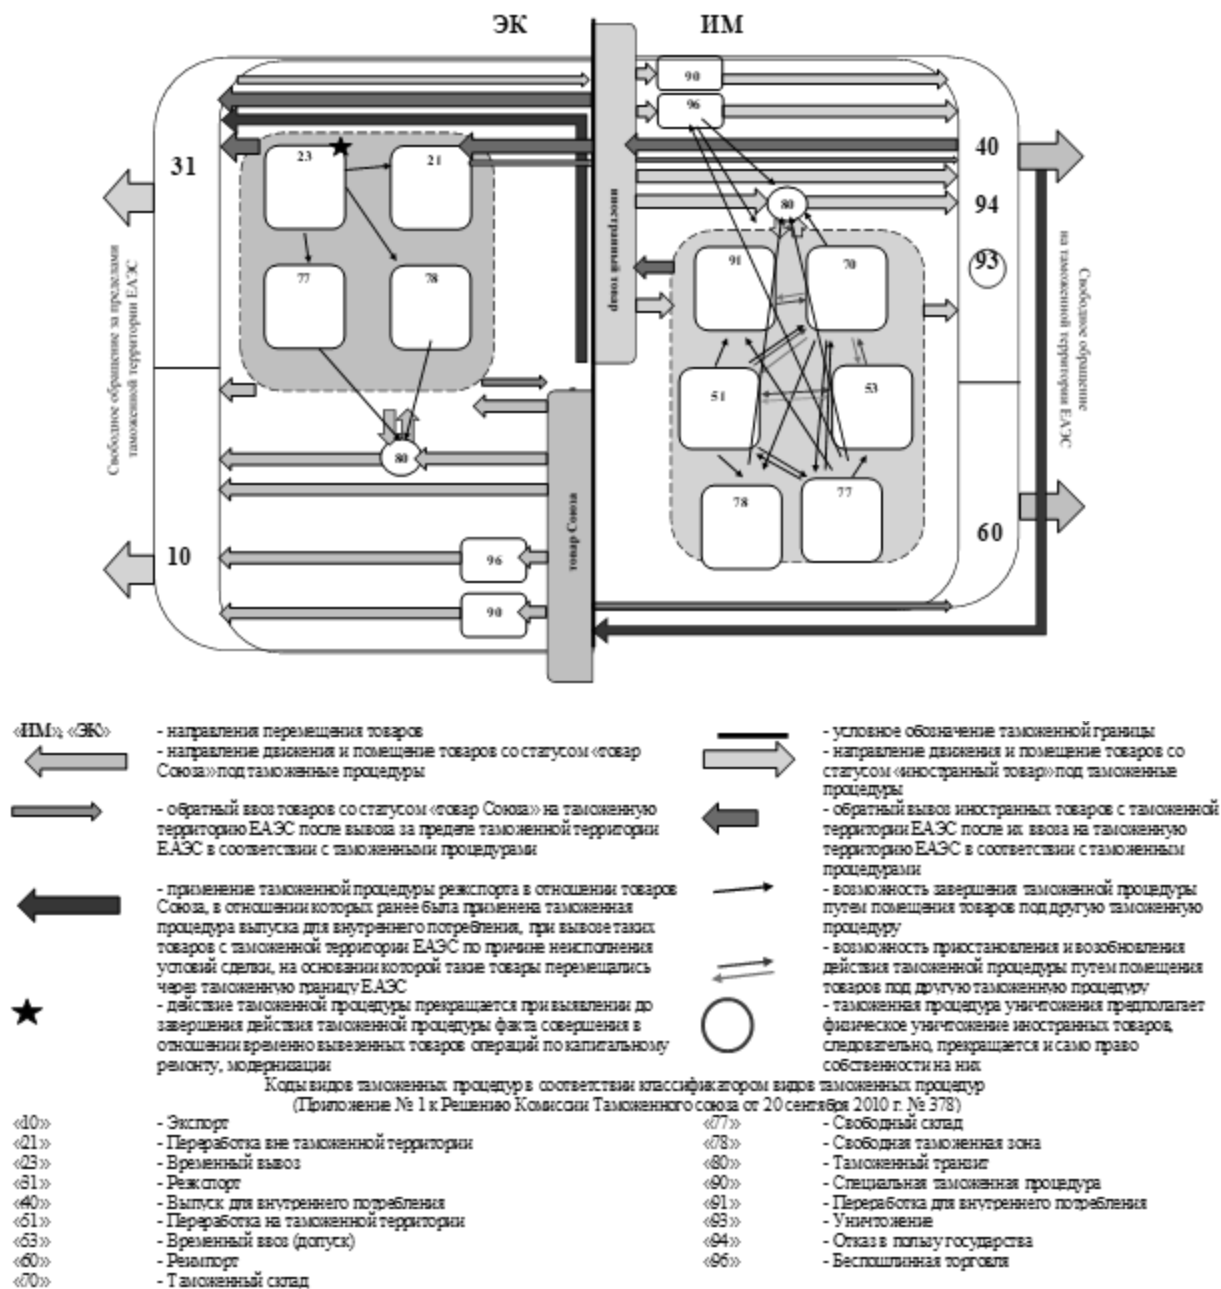 ЭК ИМ
90
96
31
23
21
40
иностранный товар
80
94
93
77
78
91
70
Свободное обращение за пределами
таможенной территории ЕАЭС
Свободное обращение
на таможенной территории ЕАЭС
51
53
80
товар Союза
78
77
10
96
60
90
«ИМ», «ЭК» - направления перемещения товаров
- направление движения и помещение товаров со статусом «товар
Союза» под таможенные процедуры
- обратный ввоз товаров со статусом «товар Союза» на таможенную
территорию ЕАЭС после вывоза за пределе таможенной территории
ЕАЭС в соответствии с таможенными процедурами
- применение таможенной процедуры реэкспорта в отношении товаров
Союза, в отношении которых ранее была применена таможенная
процедура выпуска для внутреннего потребления, при вывозе таких
товаров с таможенной территории ЕАЭС по причине неисполнения
условий сделки, на основании которой такие товары перемещались
через таможенную границу ЕАЭС
- действие таможенной процедуры прекращается при выявлении до
завершения действия таможенной процедуры факта совершения в
отношении временно вывезенных товаров операций по капитальному
ремонту, модернизации
- условное обозначение таможенной границы
- направление движения и помещение товаров со
статусом «иностранный товар» под таможенные
процедуры
- обратный вывоз иностранных товаров с таможенной
территории ЕАЭС после их ввоза на таможенную
территорию ЕАЭС в соответствии с таможенным
процедурами
- возможность завершения таможенной процедуры
путем помещения товаров под другую таможенную
процедуру
- возможность приостановления и возобновления
действия таможенной процедуры путем помещения
товаров под другую таможенную процедуру
- таможенная процедура уничтожения предполагает
физическое уничтожение иностранных товаров,
следовательно, прекращается и само право
собственности на них
Коды видов таможенных процедур в соответствии классификатором видов таможенных процедур
(Приложение № 1 к Решению Комиссии Таможенного союза от 20 сентября 2010 г. № 378)
«10» - Экспорт
«21» - Переработка вне таможенной территории
«23» - Временный вывоз
«31» - Реэкспорт
«40» - Выпуск для внутреннего потребления
«51» - Переработка на таможенной территории
«53» - Временный ввоз (допуск)
«60» - Реимпорт
«70» - Таможенный склад
«77» - Свободный склад
«78» - Свободная таможенная зона
«80» - Таможенный транзит
«90» - Специальная таможенная процедура
«91» - Переработка для внутреннего потребления
«93» - Уничтожение
«94» - Отказ в пользу государства
«96» - Беспошлинная торговля